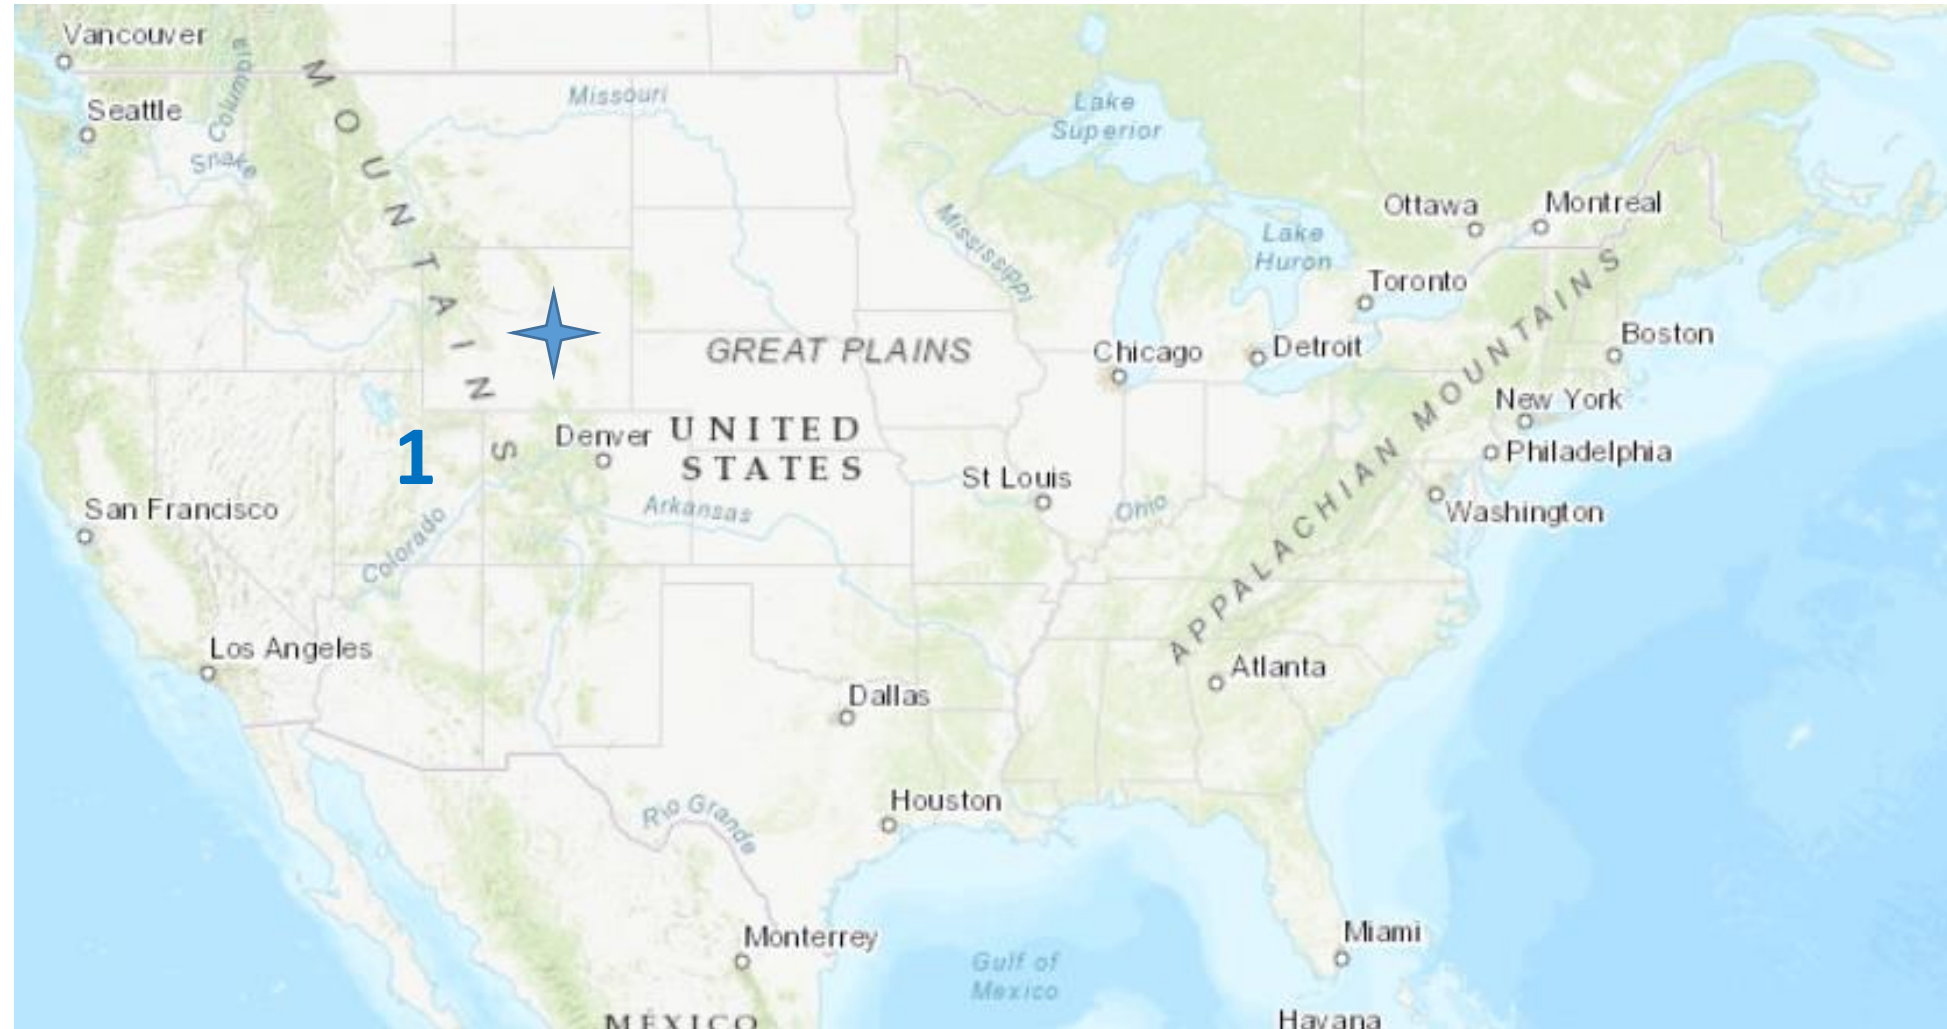 Vancouver
Seattle
Columbia
Snake
MOUNTAINS
Missouri
Lake
Superior
Mississippi
Lake
Huron
Ottawa
Montreal
Toronto
Boston
Detroit
Chicago
GREAT PLAINS
New York
Philadelphia
Washington
APPALACHIAN MOUNTAINS
1
Denver
UNITED
STATES
St Louis
Ohio
Arkansas
Colorado
San Francisco
Los Angeles
Atlanta
Dallas
Houston
Rio Grande
Monterrey
Gulf of
Mexico
Miami
MÉXICO
Havana